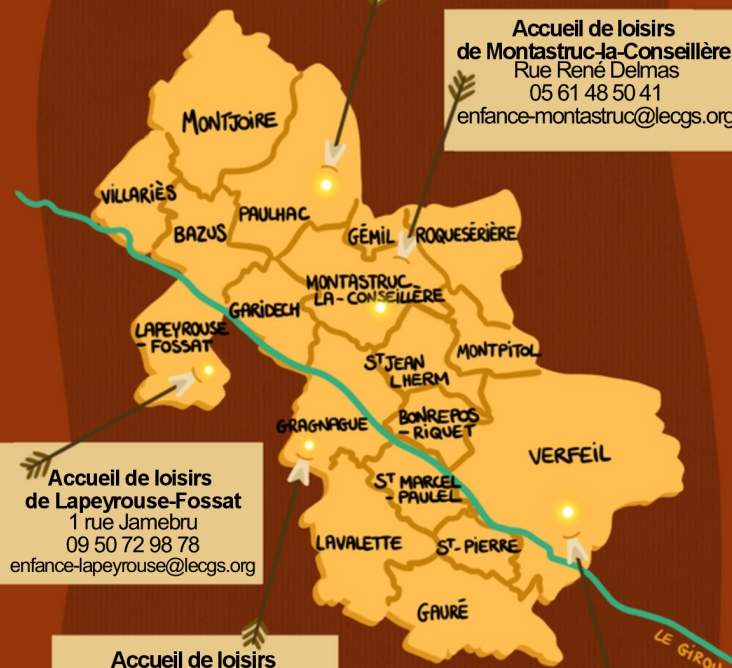 Accueil de loisirs
de Montastruc-la-Conseillère
Rue René Delmas
05 61 48 50 41
enfance-montastruc@lecgs.org
MONTJOIRE
VILLARIÈS
PAULHAC
BAZUS
GÉMIL
ROQUESÉRIÈRE
MONTASTRUC
LA-CONSEILLÈRE
GARIDECH
LAPEYROUSE
-FOSSAT
ST JEAN
LHERM
MONTPITOL
GRAGNAGUE
BONREPOS
-RIQUET
VERFEIL
ST MARCEL
-PAULEL
LAVALETTE
ST-PIERRE
GAURÉ
LE GIROU
Accueil de loisirs
de Lapeyrouse-Fossat
1 rue Jamebru
09 50 72 98 78
enfance-lapeyrouse@lecgs.org
Accueil de loisirs